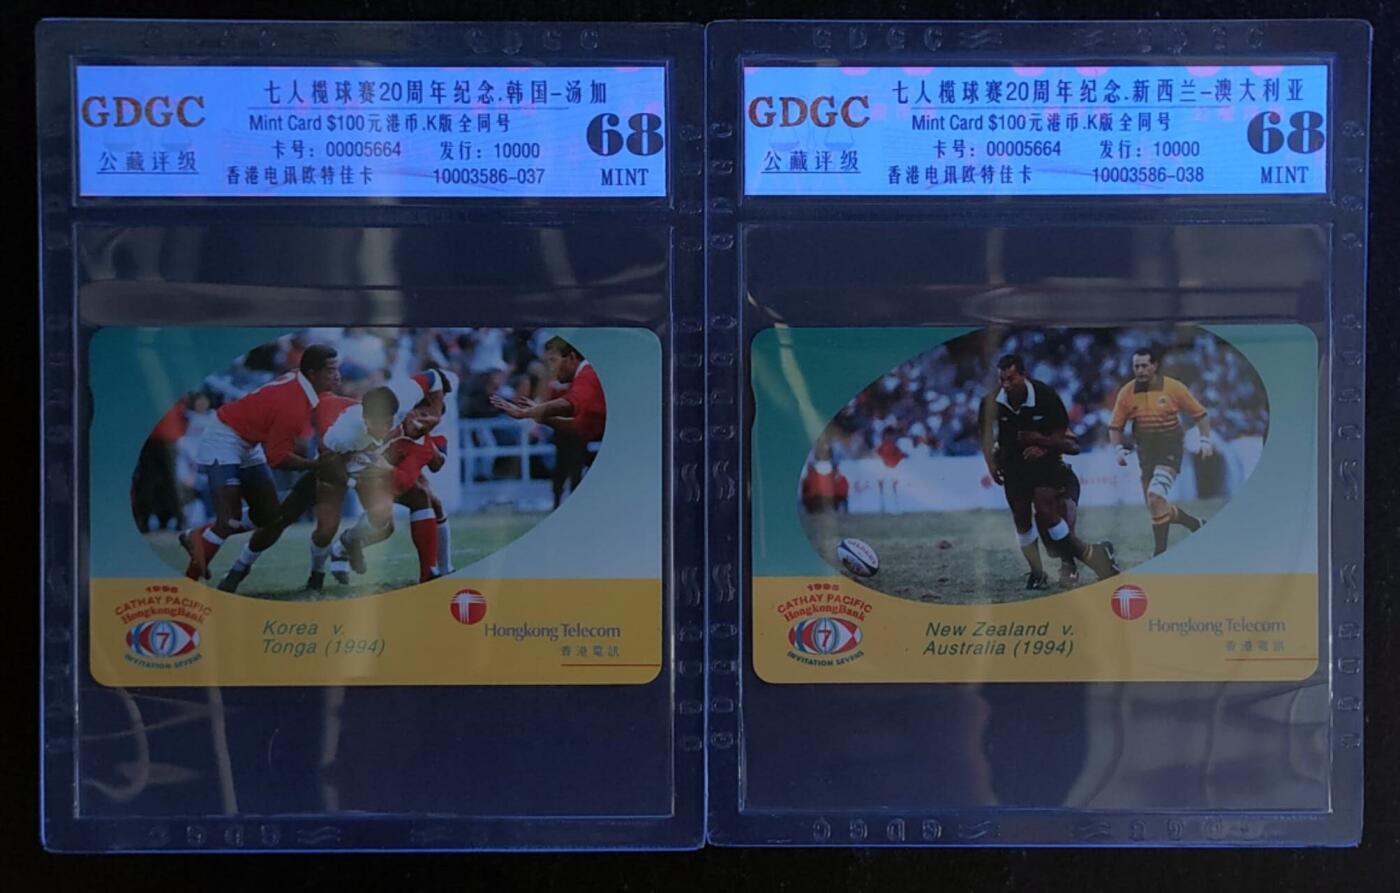 GDGC
公藏评级
七人榄球赛20周年纪念.韩国-汤加
Mint Card $100元港币.K版全同号
卡号：00005664 发行：10000
香港电讯欧特佳卡 10003586-037
68
MINT
GDGC
公藏评级
七人榄球赛20周年纪念.新西兰-澳大利亚
Mint Card $100元港币.K版全同号
卡号：00005664 发行：10000
香港电讯欧特佳卡 10003586-038
68
MINT
1995
CATHAY PACIFIC
HongkongBank
7
INVITATION SEVENS
Korea v.
Tonga (1994)
Hongkong Telecom
香港電訊
1995
CATHAY PACIFIC
HongkongBank
7
INVITATION SEVENS
New Zealand v.
Australia (1994)
Hongkong Telecom
香港電訊